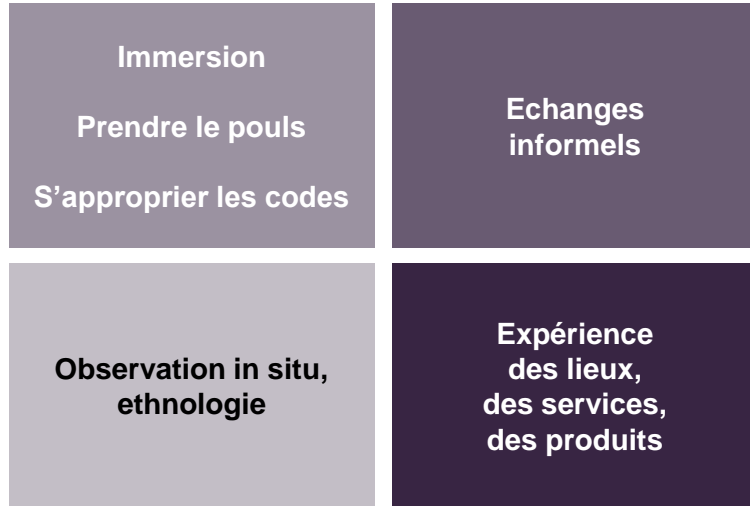 Immersion
Prendre le pouls
S’approprier les codes
Echanges
informels
Observation in situ,
ethnologie
Expérience
des lieux,
des services,
des produits